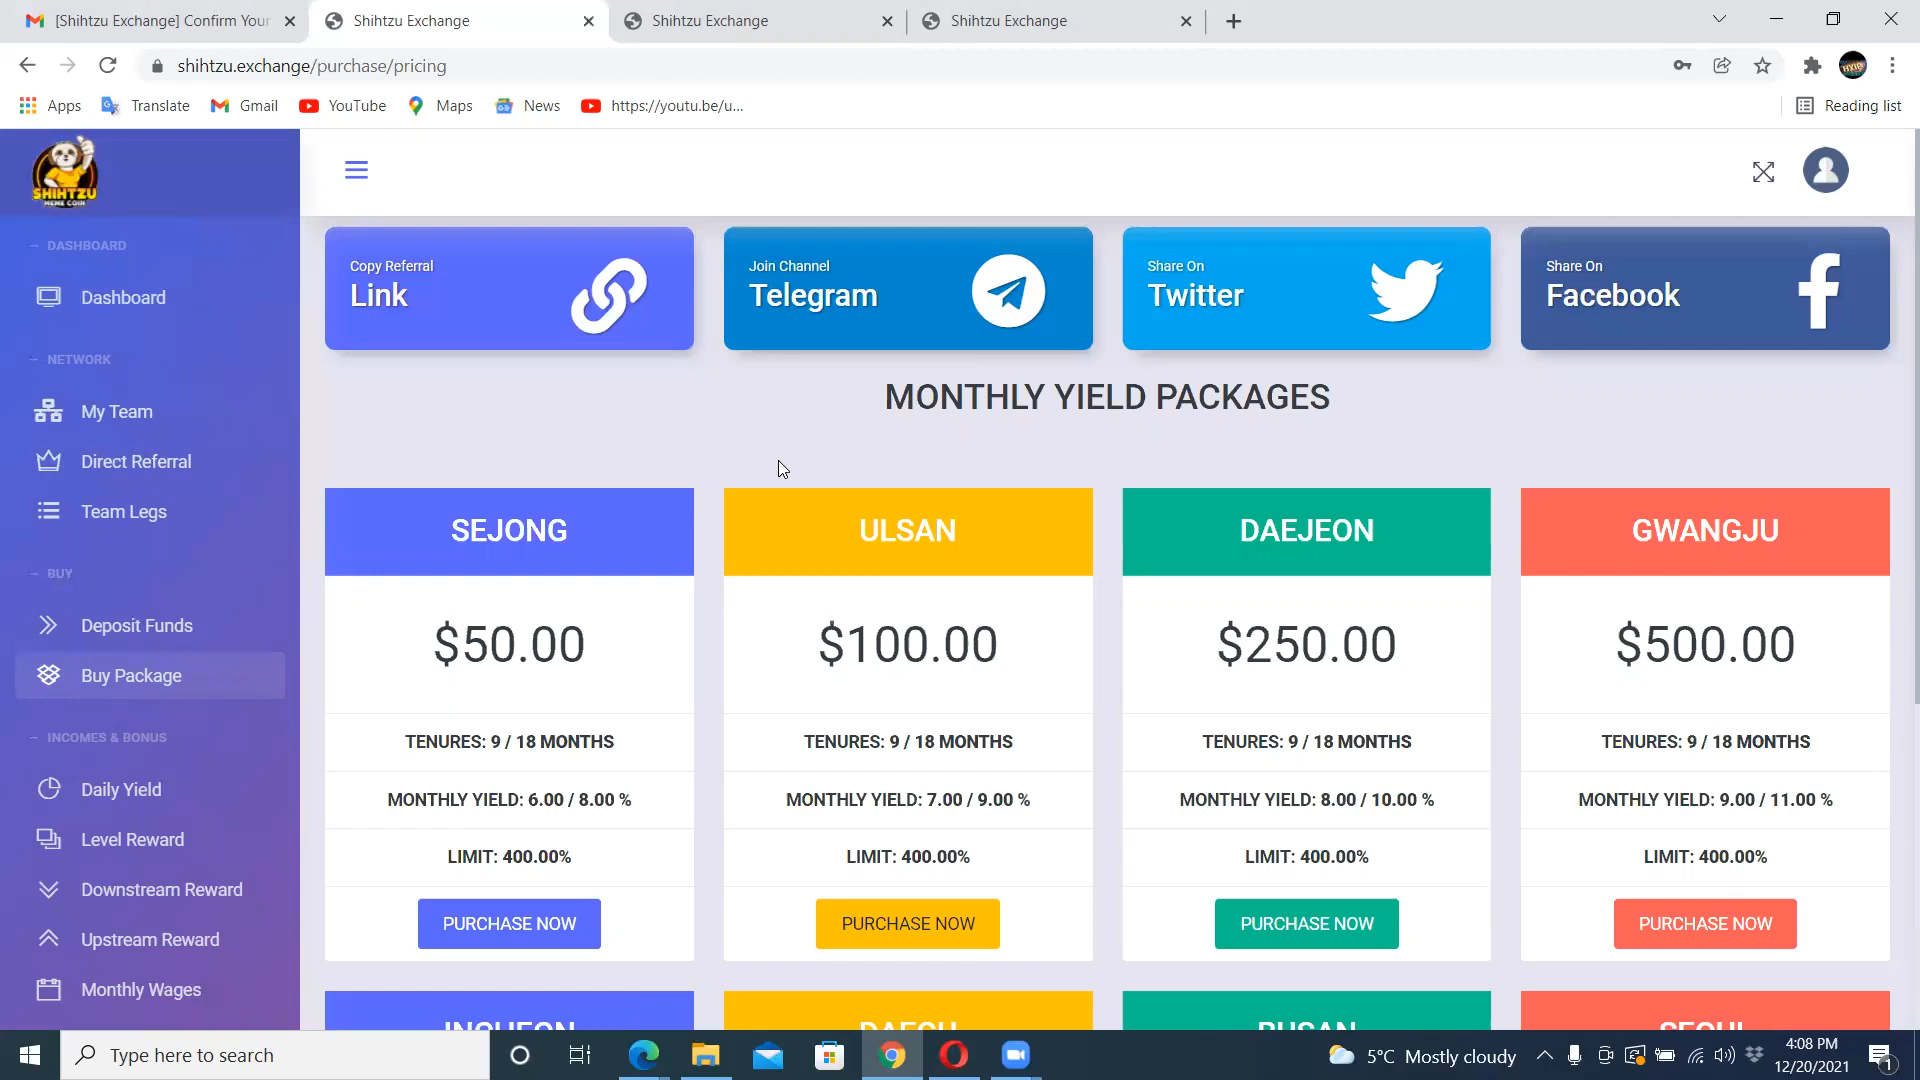 [Shihtzu Exchange] Confirm Your
Shihtzu Exchange
Shihtzu Exchange
Shihtzu Exchange
shihtzu.exchange/purchase/pricing
Apps
Translate
Gmail
YouTube
Maps
News
https://youtu.be/u...
Reading list
SHIHTZU
MEME COIN
DASHBOARD
Dashboard
NETWORK
My Team
Direct Referral
Team Legs
BUY
Deposit Funds
Buy Package
INCOMES & BONUS
Daily Yield
Level Reward
Downstream Reward
Upstream Reward
Monthly Wages
Copy Referral
Link
Join Channel
Telegram
Share On
Twitter
Share On
Facebook
MONTHLY YIELD PACKAGES
SEJONG
$50.00
TENURES: 9 / 18 MONTHS
MONTHLY YIELD: 6.00 / 8.00 %
LIMIT: 400.00%
PURCHASE NOW
ULSAN
$100.00
TENURES: 9 / 18 MONTHS
MONTHLY YIELD: 7.00 / 9.00 %
LIMIT: 400.00%
PURCHASE NOW
DAEJEON
$250.00
TENURES: 9 / 18 MONTHS
MONTHLY YIELD: 8.00 / 10.00 %
LIMIT: 400.00%
PURCHASE NOW
GWANGJU
$500.00
TENURES: 9 / 18 MONTHS
MONTHLY YIELD: 9.00 / 11.00 %
LIMIT: 400.00%
PURCHASE NOW
INCHEON
DAEGU
BUSAN
SEOUL
Type here to search
5°C Mostly cloudy
4:08 PM
12/20/2021
1